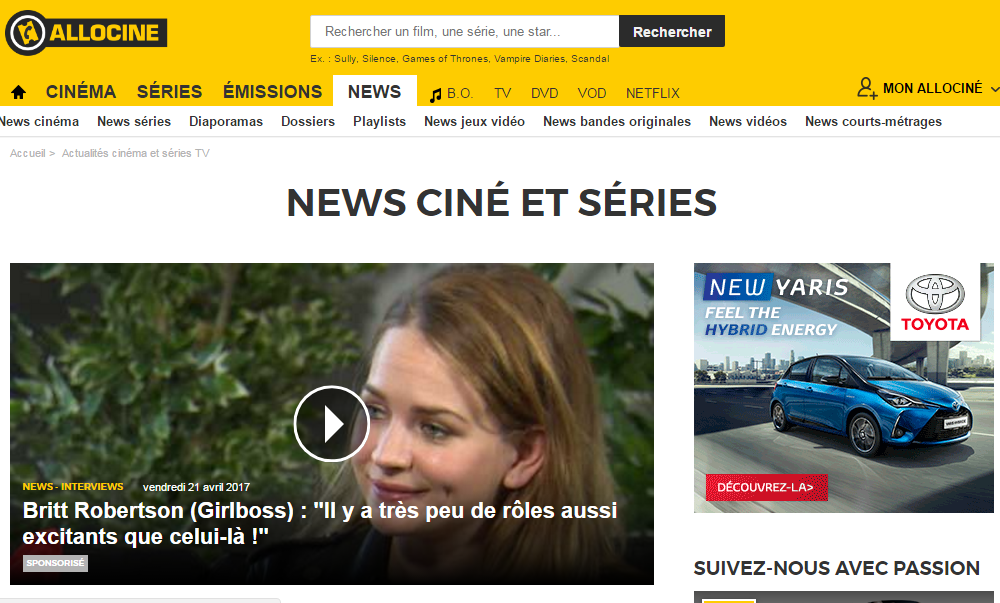 ALLOCINE
Rechercher un film, une série, une star...
Rechercher
Ex. : Sully, Silence, Games of Thrones, Vampire Diaries, Scandal
CINÉMA SÉRIES ÉMISSIONS NEWS B.O. TV DVD VOD NETFLIX
MON ALLOCINÉ
News cinéma News séries Diaporamas Dossiers Playlists News jeux vidéo News bandes originales News vidéos News courts-métrages
Accueil > Actualités cinéma et séries TV
NEWS CINÉ ET SÉRIES
NEWS - INTERVIEWS vendredi 21 avril 2017
Britt Robertson (Girlboss) : "Il y a très peu de rôles aussi
excitants que celui-là !"
SPONSORISÉ
NEW YARIS
FEEL THE
HYBRID ENERGY
TOYOTA
DÉCOUVREZ-LA>
SUIVEZ-NOUS AVEC PASSION